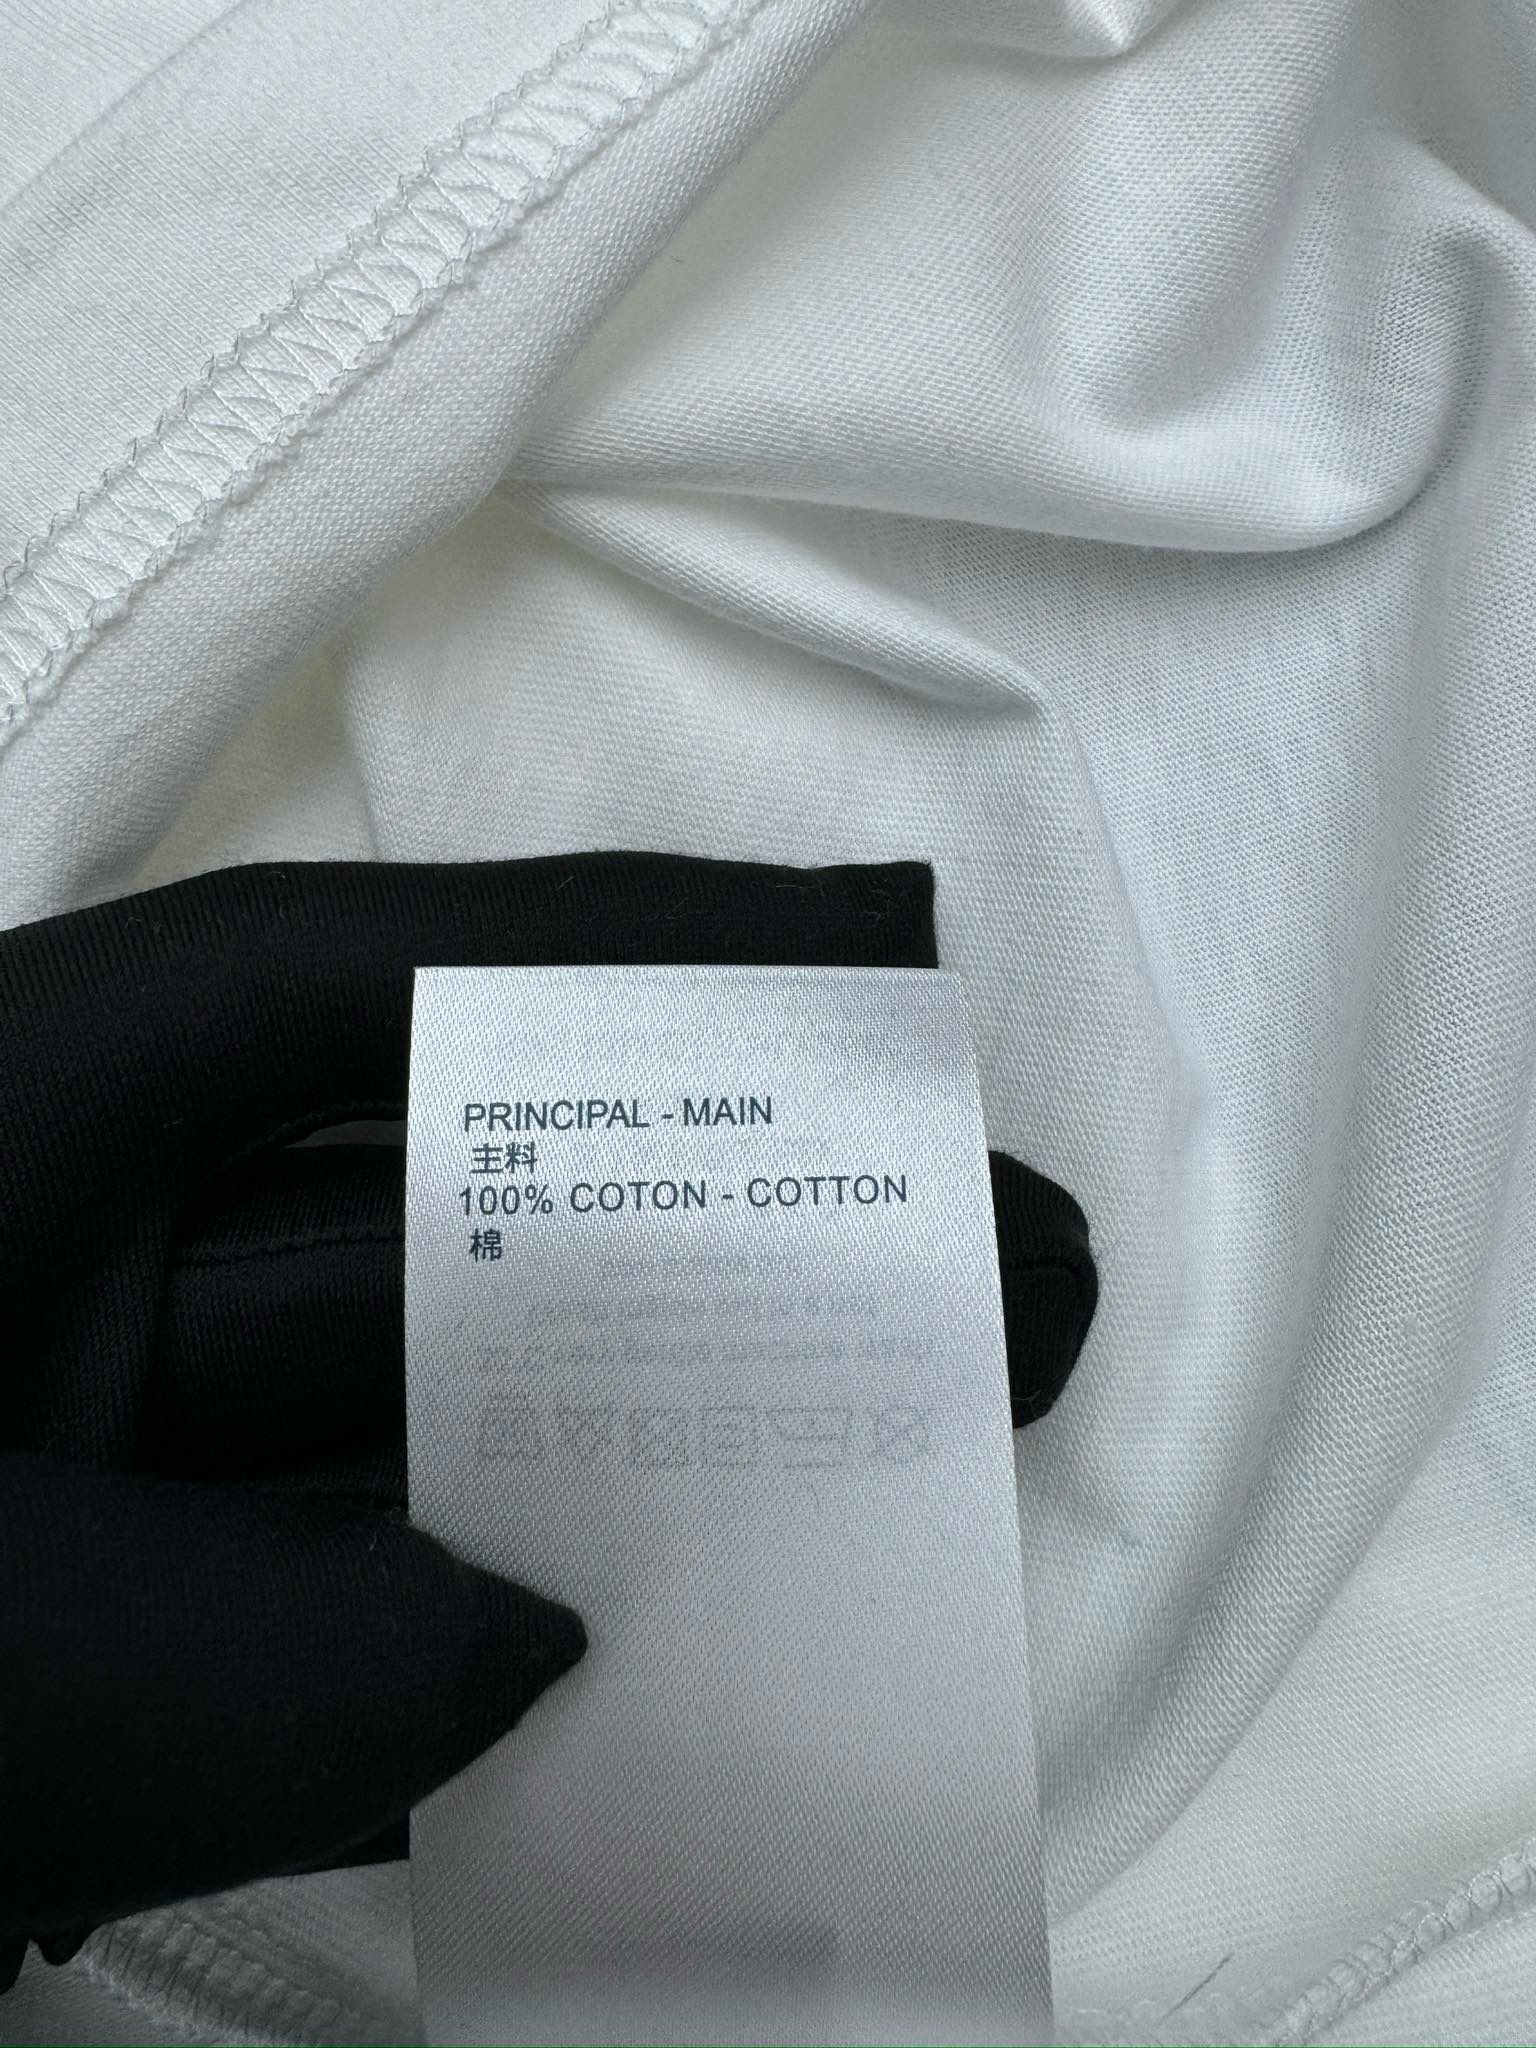 PRINCIPAL - MAIN
主料
100% COTON - COTTON
棉